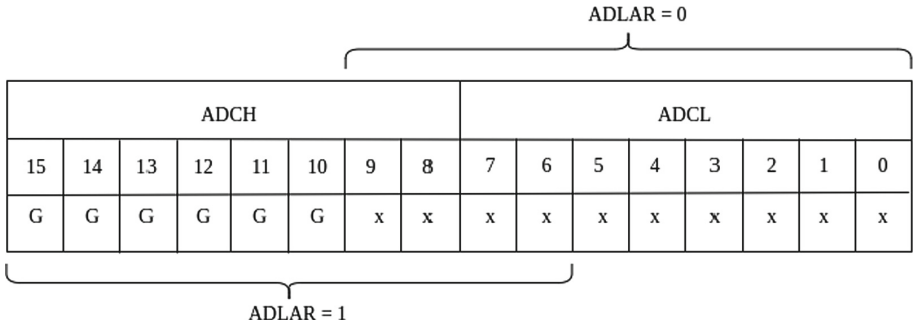 ADLAR = 0
ADCH ADCL
15 14 13 12 11 10 9 8 7 6 5 4 3 2 1 0
G G G G G G x x x x x x x x x x
ADLAR = 1